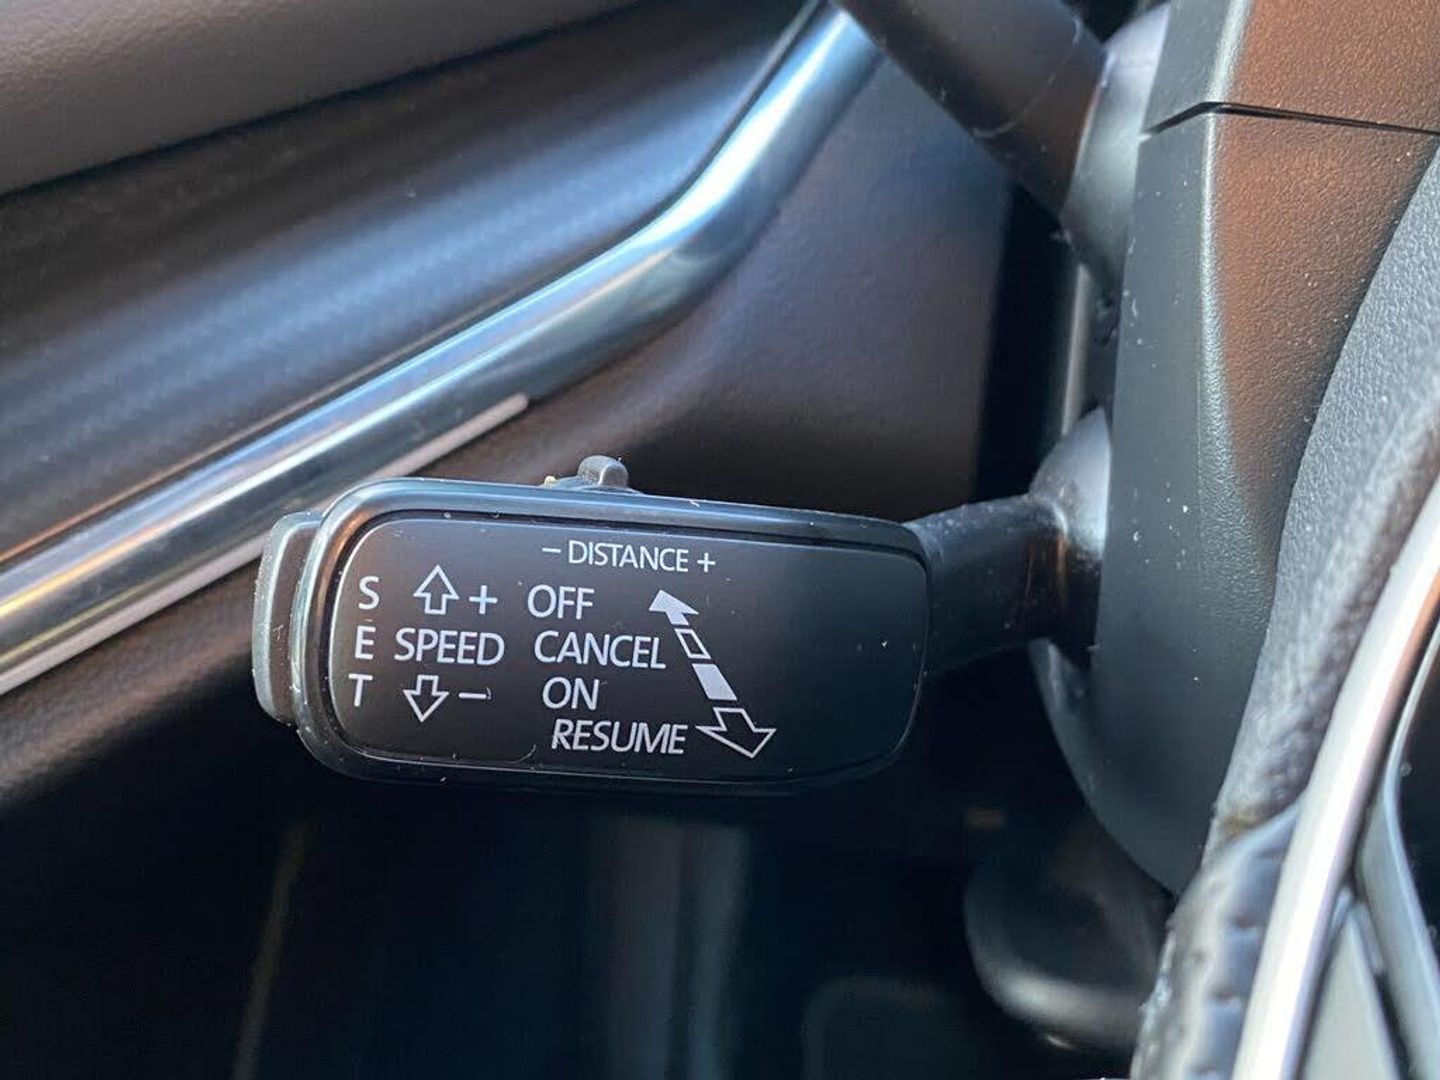 – DISTANCE +
S + OFF
E SPEED CANCEL
T – ON
RESUME